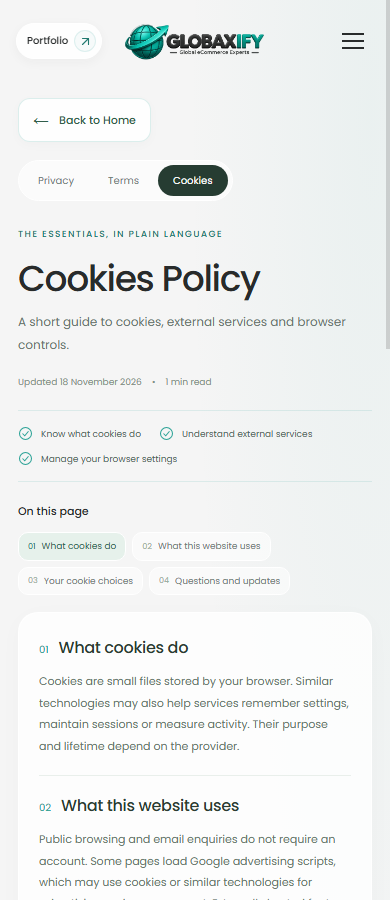 Portfolio
GLOBAXIFY
Global eCommerce Experts
Back to Home
Privacy Terms Cookies
THE ESSENTIALS, IN PLAIN LANGUAGE
Cookies Policy
A short guide to cookies, external services and browser
controls.
Updated 18 November 2026 • 1 min read
Know what cookies do Understand external services
Manage your browser settings
On this page
01 What cookies do 02 What this website uses
03 Your cookie choices 04 Questions and updates
01 What cookies do
Cookies are small files stored by your browser. Similar
technologies may also help services remember settings,
maintain sessions or measure activity. Their purpose
and lifetime depend on the provider.
02 What this website uses
Public browsing and email enquiries do not require an
account. Some pages load Google advertising scripts,
which may use cookies or similar technologies for